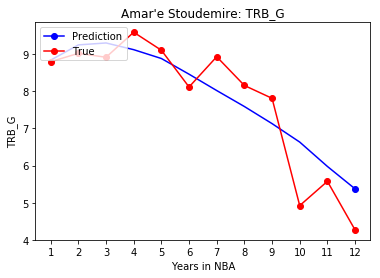 Amar'e Stoudemire: TRB_G
Prediction
True
TRB_G
9
8
7
6
5
4
1 2 3 4 5 6 7 8 9 10 11 12
Years in NBA